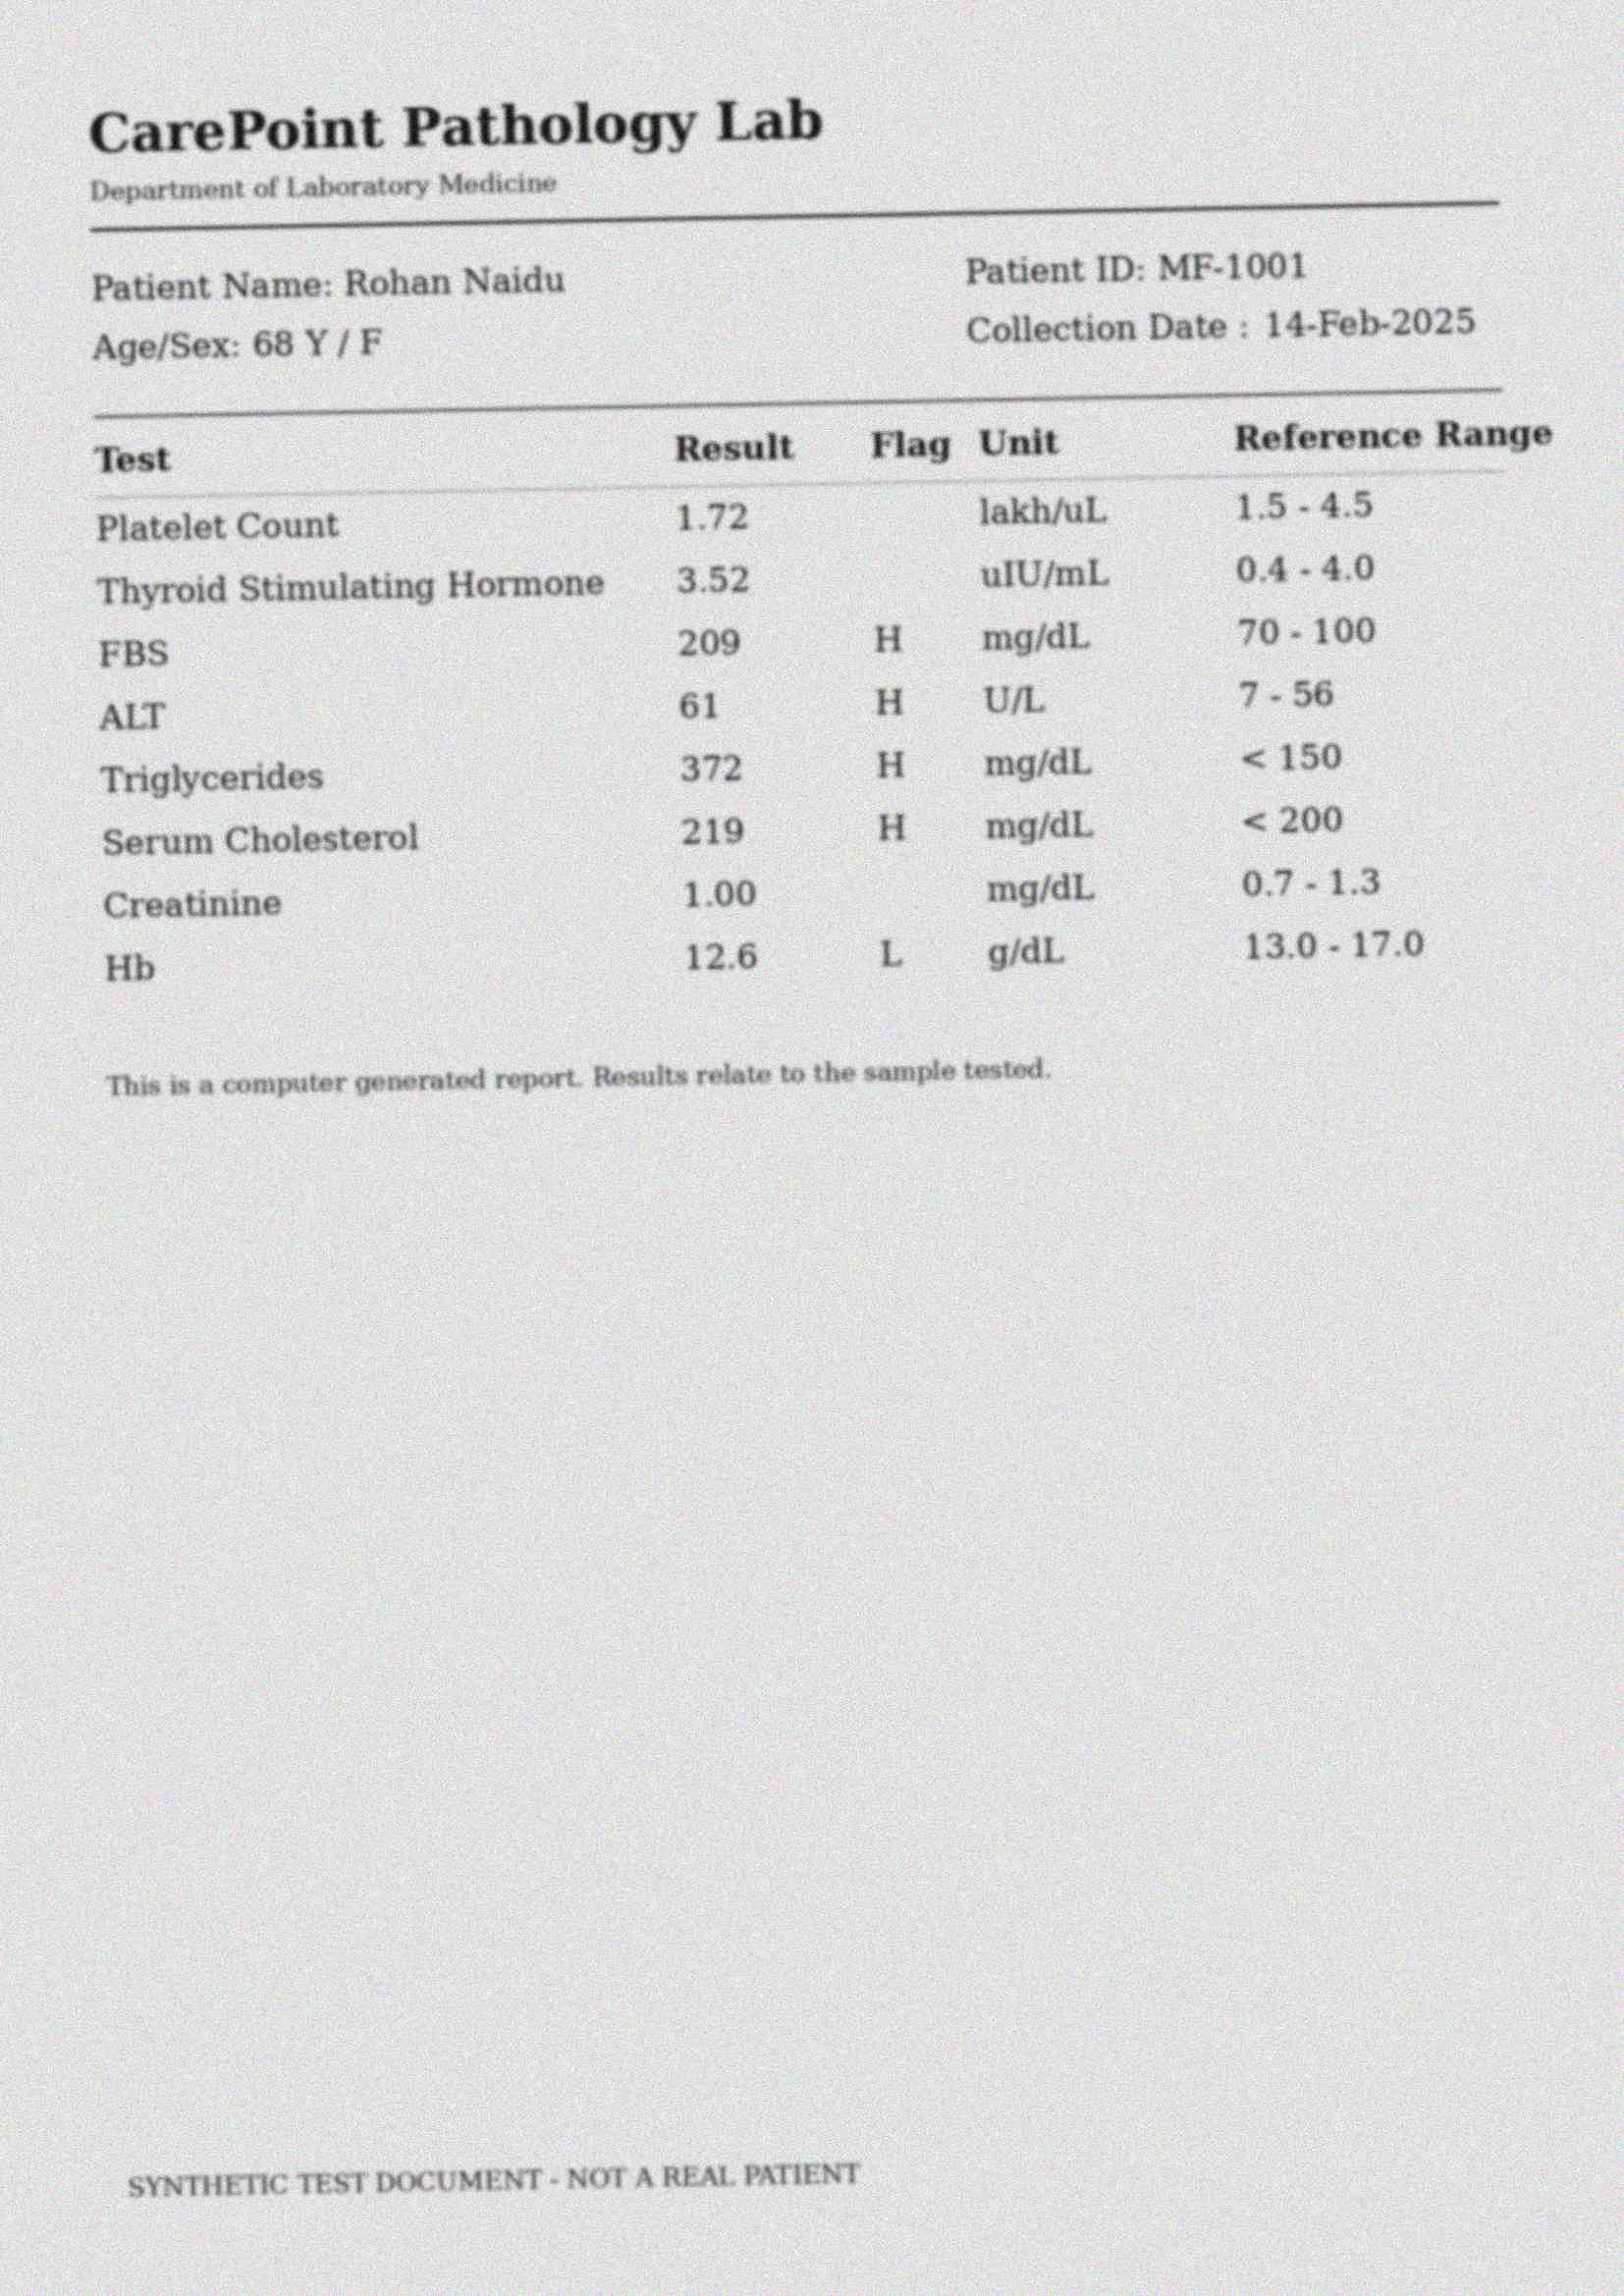 CarePoint Pathology Lab
Department of Laboratory Medicine
Patient Name: Rohan Naidu Patient ID: MF-1001
Age/Sex: 68 Y / F Collection Date : 14-Feb-2025
Test Result Flag Unit Reference Range
Platelet Count 1.72 lakh/uL 1.5 - 4.5
Thyroid Stimulating Hormone 3.52 uIU/mL 0.4 - 4.0
FBS 209 H mg/dL 70 - 100
ALT 61 H U/L 7 - 56
Triglycerides 372 H mg/dL < 150
Serum Cholesterol 219 H mg/dL < 200
Creatinine 1.00 mg/dL 0.7 - 1.3
Hb 12.6 L g/dL 13.0 - 17.0
This is a computer generated report. Results relate to the sample tested.
SYNTHETIC TEST DOCUMENT - NOT A REAL PATIENT